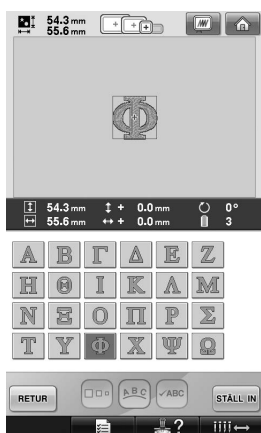 54.3 mm
55.6 mm
Φ
54.3 mm + 0.0 mm 0°
55.6 mm + 0.0 mm 3
Α Β Γ Δ Ε Ζ
Η Θ Ι Κ Λ Μ
Ν Ξ Ο Π Ρ Σ
Τ Υ Φ Χ Ψ Ω
RETUR ABC ABC STÄLL IN
?